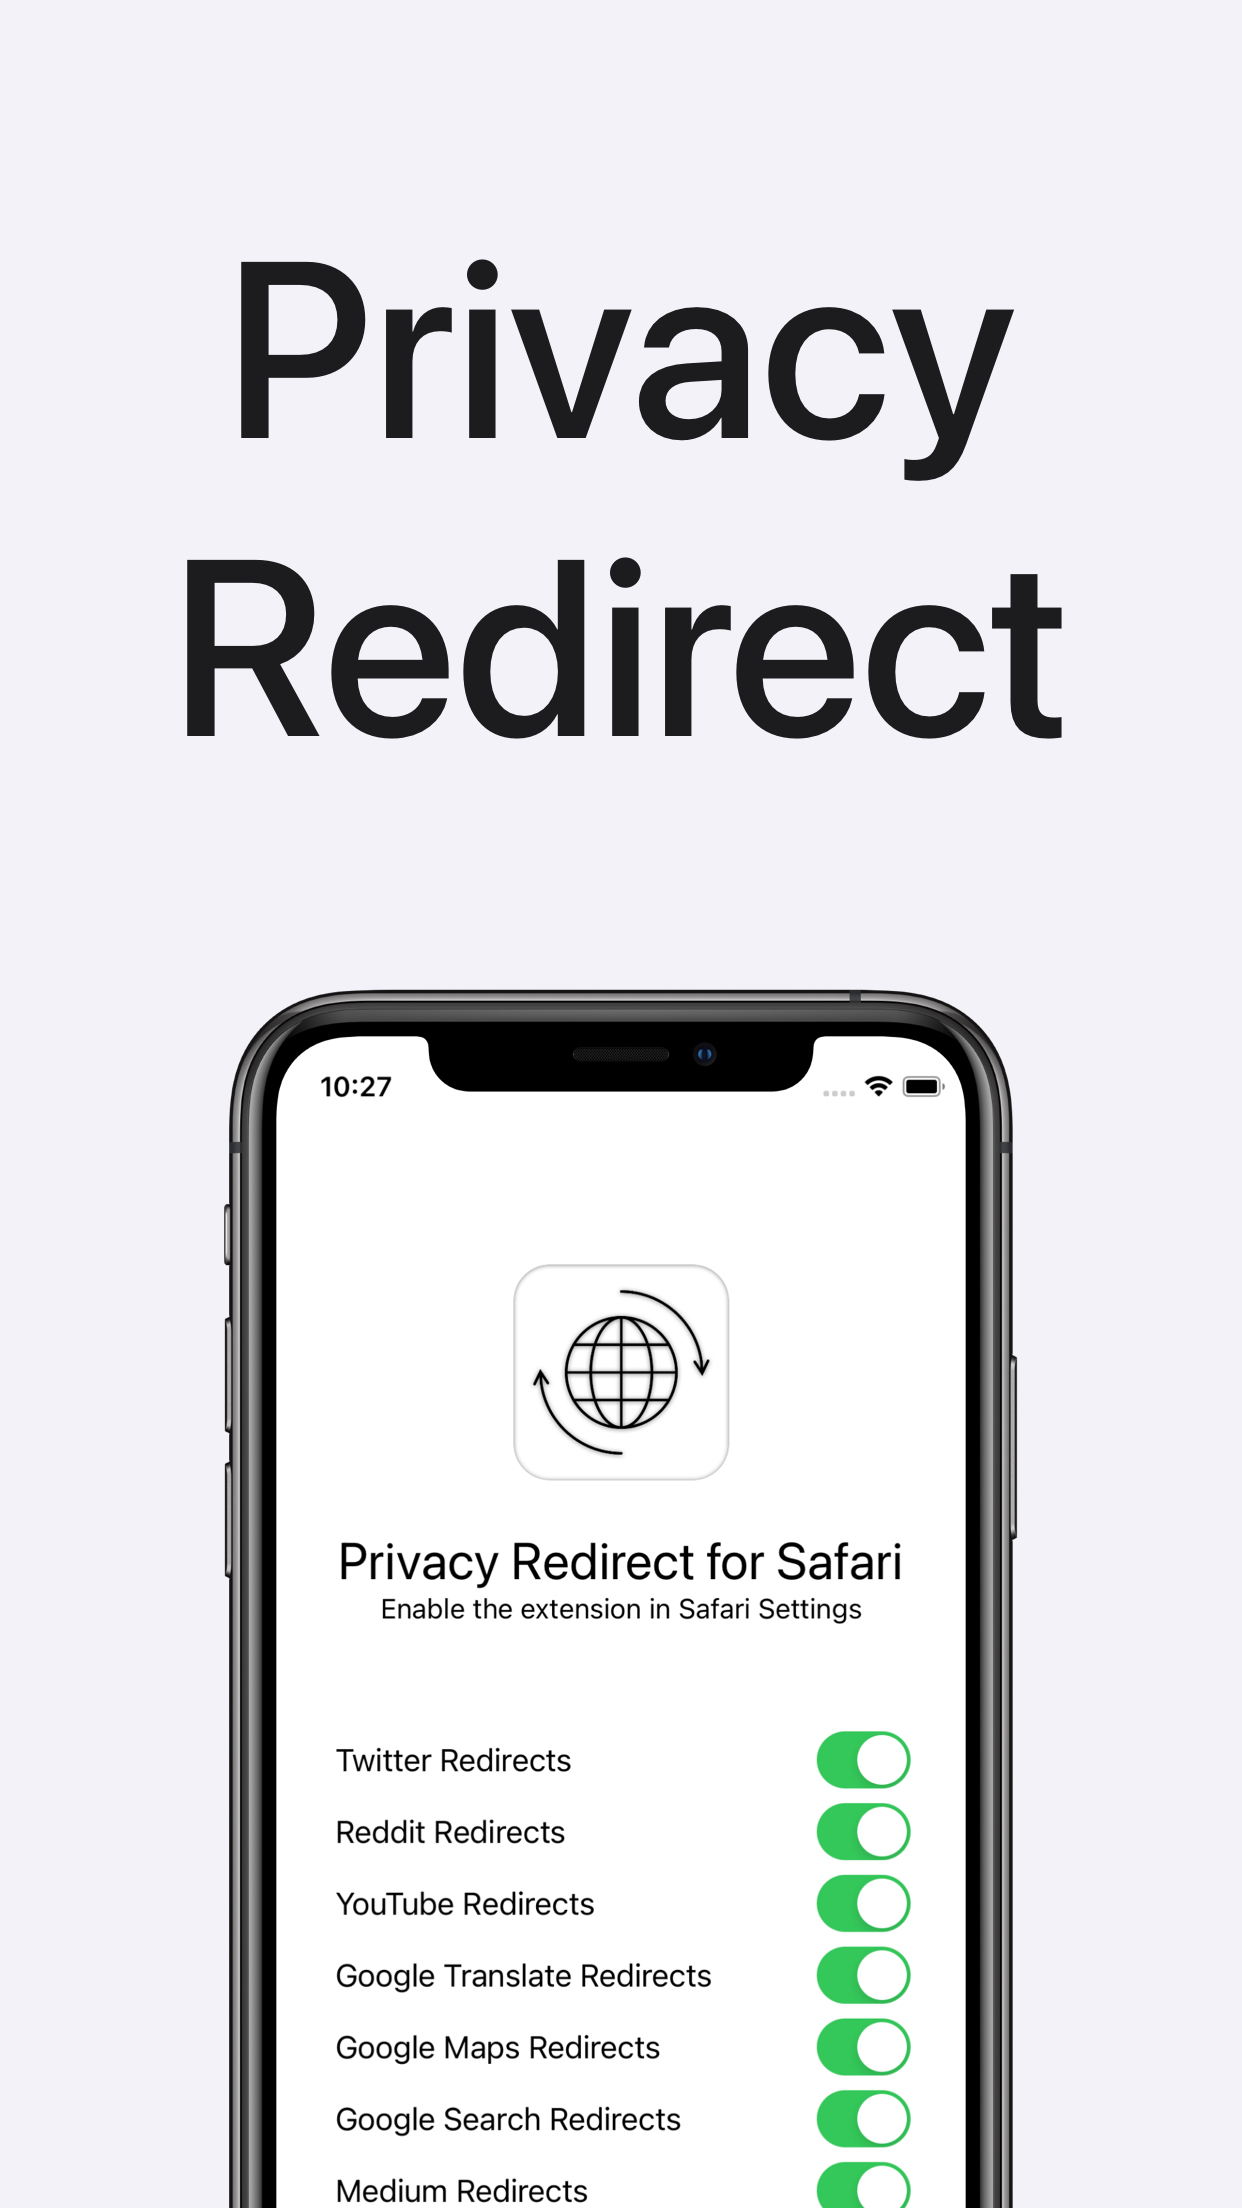 Privacy
Redirect
10:27
Privacy Redirect for Safari
Enable the extension in Safari Settings
Twitter Redirects
Reddit Redirects
YouTube Redirects
Google Translate Redirects
Google Maps Redirects
Google Search Redirects
Medium Redirects